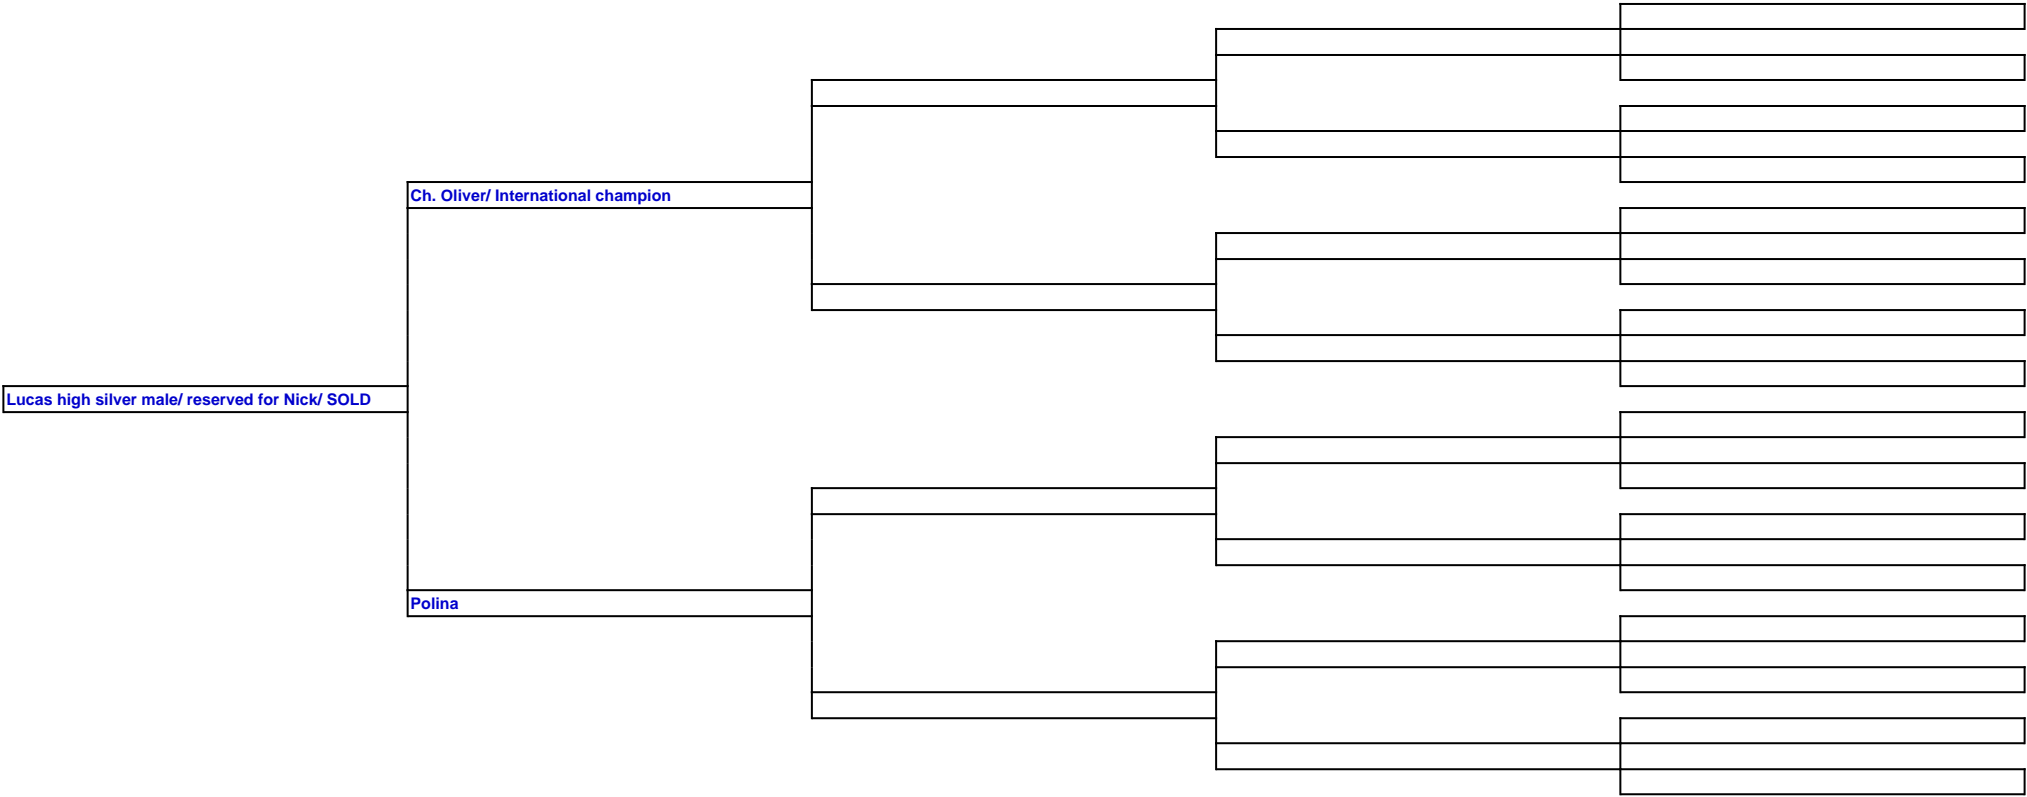 Ch. Oliver/ International champion
Lucas high silver male/ reserved for Nick/ SOLD
Polina